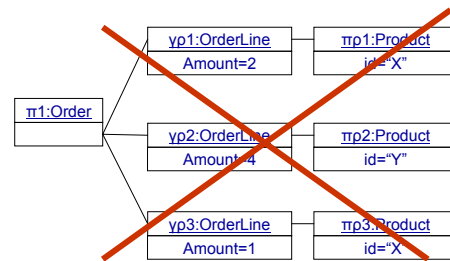 γρ1:OrderLine
Amount=2
πρ1:Product
id="X"
π1:Order
γρ2:OrderLine
Amount=4
πρ2:Product
id="Y"
γρ3:OrderLine
Amount=1
πρ3:Product
id="X"